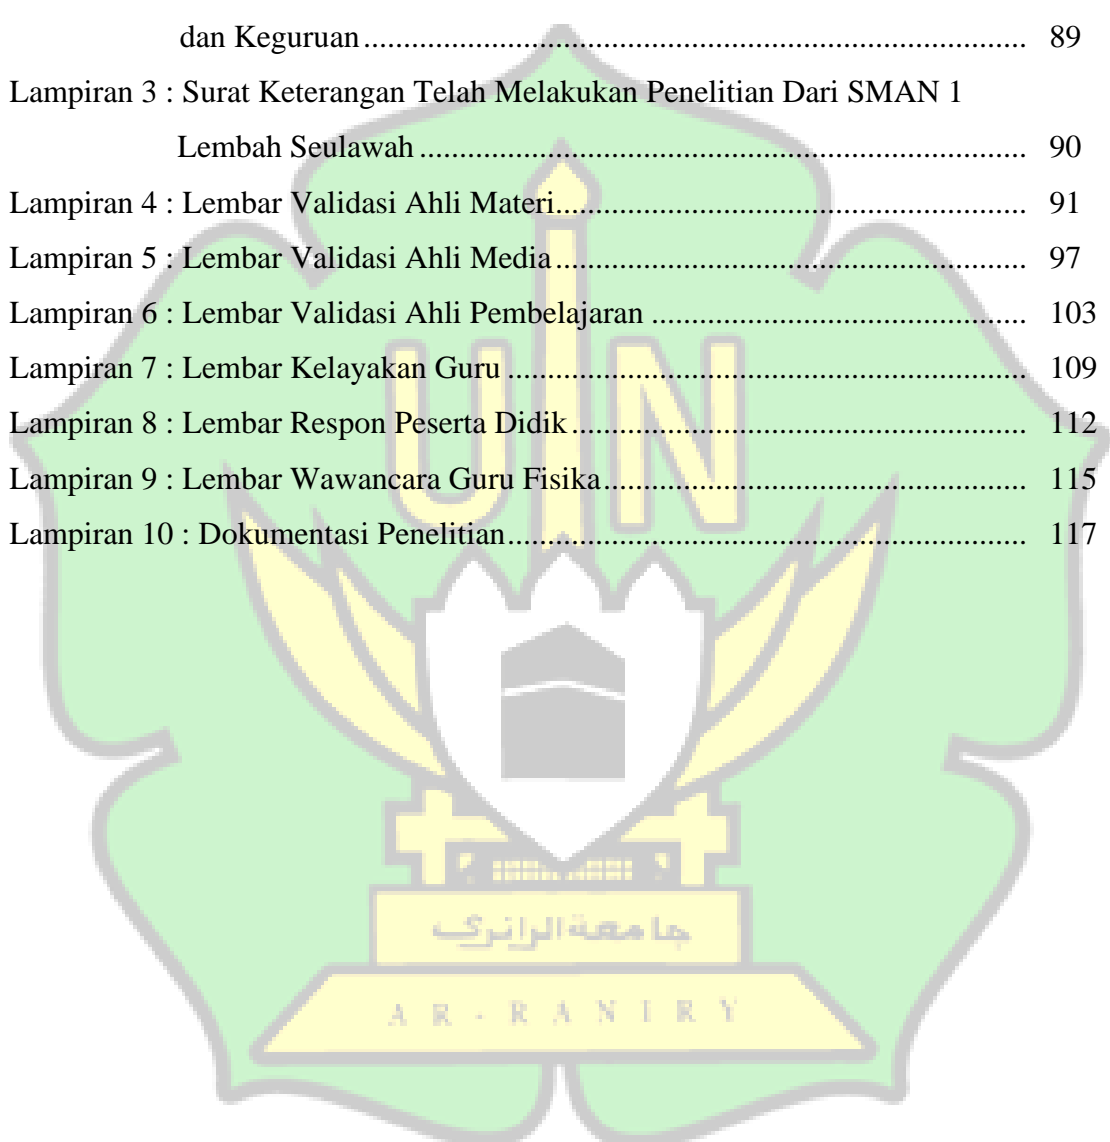 dan Keguruan ........................................................................................ 89
Lampiran 3 : Surat Keterangan Telah Melakukan Penelitian Dari SMAN 1
Lembah Seulawah ................................................................................ 90
Lampiran 4 : Lembar Validasi Ahli Materi ............................................................ 91
Lampiran 5 : Lembar Validasi Ahli Media ............................................................ 97
Lampiran 6 : Lembar Validasi Ahli Pembelajaran ................................................ 103
Lampiran 7 : Lembar Kelayakan Guru .................................................................. 109
Lampiran 8 : Lembar Respon Peserta Didik .......................................................... 112
Lampiran 9 : Lembar Wawancara Guru Fisika ...................................................... 115
Lampiran 10 : Dokumentasi Penelitian .................................................................. 117
UIN
جامعة الرانري
AR-RANIRY